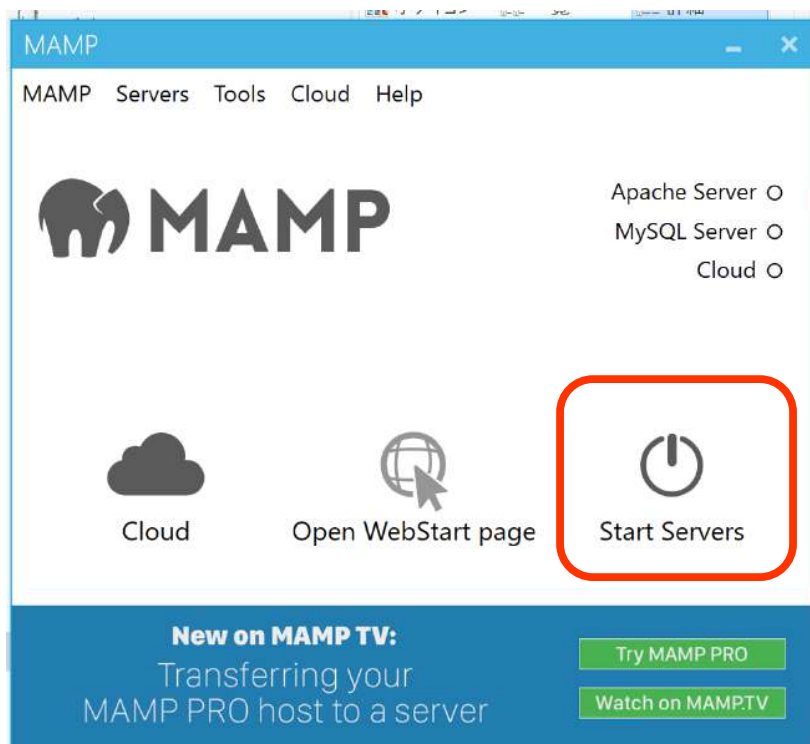 MAMP
MAMP Servers Tools Cloud Help
MAMP
Apache Server
MySQL Server
Cloud
Cloud
Open WebStart page
Start Servers
New on MAMP TV:
Transferring your
MAMP PRO host to a server
Try MAMP PRO
Watch on MAMP.TV